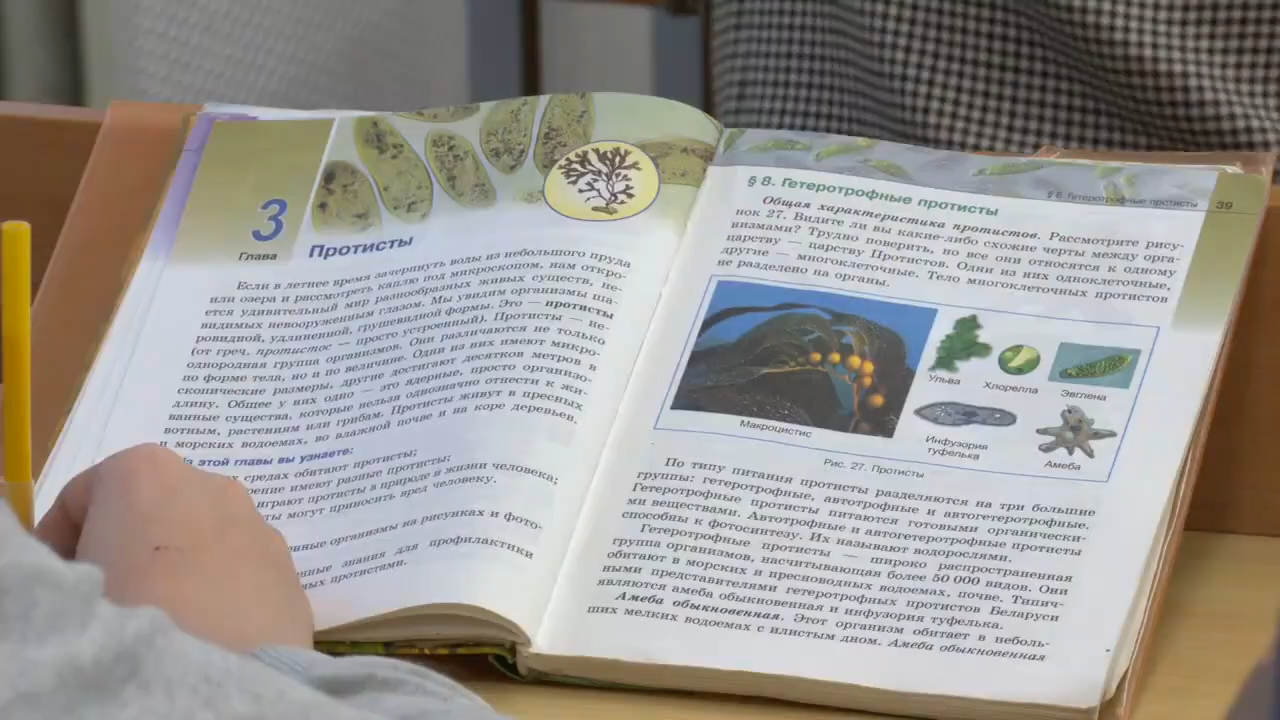 3
Глава
Протисты
Если в летнее время зачерпнуть воды из небольшого пруда
или озера и рассмотреть каплю под микроскопом, нам откро-
ется удивительный мир разнообразных живых существ, не-
видимых невооруженным глазом. Мы увидим организмы ша-
ровидной, удлиненной, грушевидной формы. Это — протисты
(от греч. протистос — просто устроенный). Протисты — не-
однородная группа организмов. Они различаются не только
по форме тела, но и по величине. Одни из них имеют микро-
скопические размеры, другие достигают десятков метров в
длину. Общее у них одно — это ядерные, просто организо-
ванные существа, которые нельзя однозначно отнести к жи-
вотным, растениям или грибам. Протисты живут в пресных
и морских водоемах, во влажной почве и на коре деревьев.
этой главы вы узнаете:
средах обитают протисты;
имеют разные протисты;
играют протисты в природе и жизни человека;
могут приносить вред человеку.
организмы на рисунках и фото-
знания для профилактики
протистами.
§ 8. Гетеротрофные протисты 39
§ 8. Гетеротрофные протисты
Общая характеристика протистов. Рассмотрите рису-
нок 27. Видите ли вы какие-либо схожие черты между орга-
низмами? Трудно поверить, но все они относятся к одному
царству — царству Протистов. Одни из них одноклеточные,
другие — многоклеточные. Тело многоклеточных протистов
не разделено на органы.
Макроцистис
Ульва
Хлорелла
Эвглена
Инфузория
туфелька
Амеба
Рис. 27. Протисты
По типу питания протисты разделяются на три большие
группы: гетеротрофные, автотрофные и автогетеротрофные.
Гетеротрофные протисты питаются готовыми органически-
ми веществами. Автотрофные и автогетеротрофные протисты
способны к фотосинтезу. Их называют водорослями.
Гетеротрофные протисты — широко распространенная
группа организмов, насчитывающая более 50 000 видов. Они
обитают в морских и пресноводных водоемах, почве. Типич-
ными представителями гетеротрофных протистов Беларуси
являются амеба обыкновенная и инфузория туфелька.
Амеба обыкновенная. Этот организм обитает в неболь-
ших мелких водоемах с илистым дном. Амеба обыкновенная